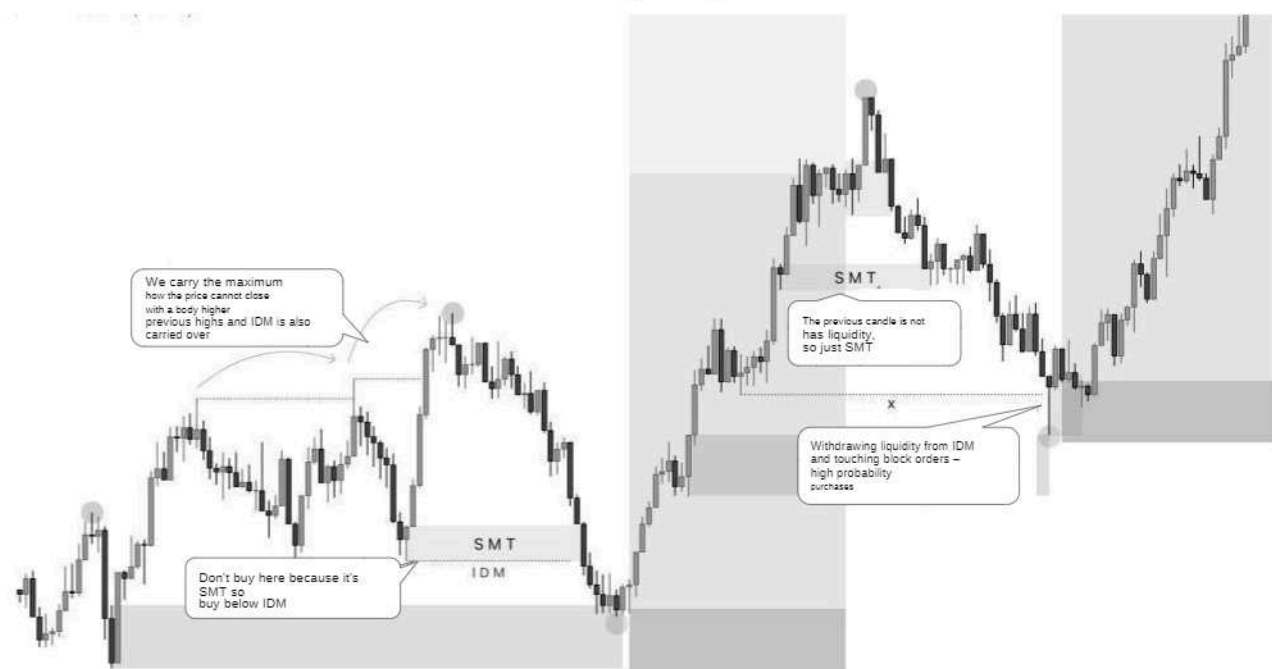 We carry the maximum
how the price cannot close
with a body higher
previous highs and IDM is also
carried over
SMT
The previous candle is not
has liquidity,
so just SMT
x
Withdrawing liquidity from IDM
and touching block orders –
high probability
purchases
SMT
IDM
Don't buy here because it's
SMT so
buy below IDM